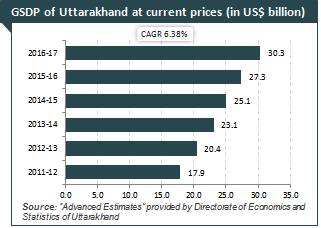 GSDP of Uttarakhand at current prices (in US$ billion)
CAGR 6.38%
2016-17 30.3
2015-16 27.3
2014-15 25.1
2013-14 23.1
2012-13 20.4
2011-12 17.9
0.0 5.0 10.0 15.0 20.0 25.0 30.0 35.0
Source: "Advanced Estimates" provided by Directorate of Economics and
Statistics of Uttarakhand